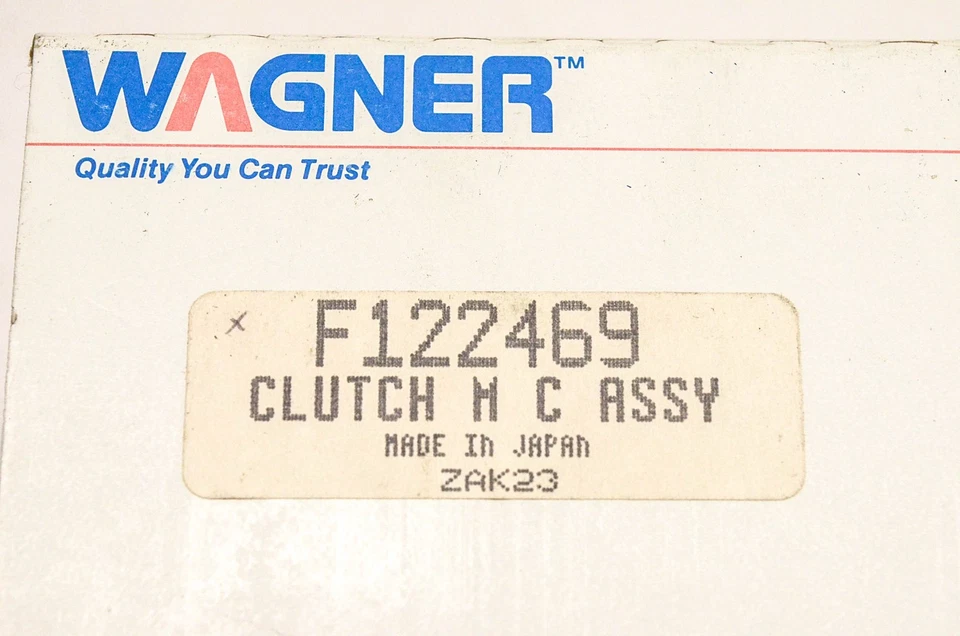 WAGNER™
Quality You Can Trust
x
F122469
CLUTCH M C ASSY
MADE In JAPAn
ZAK23